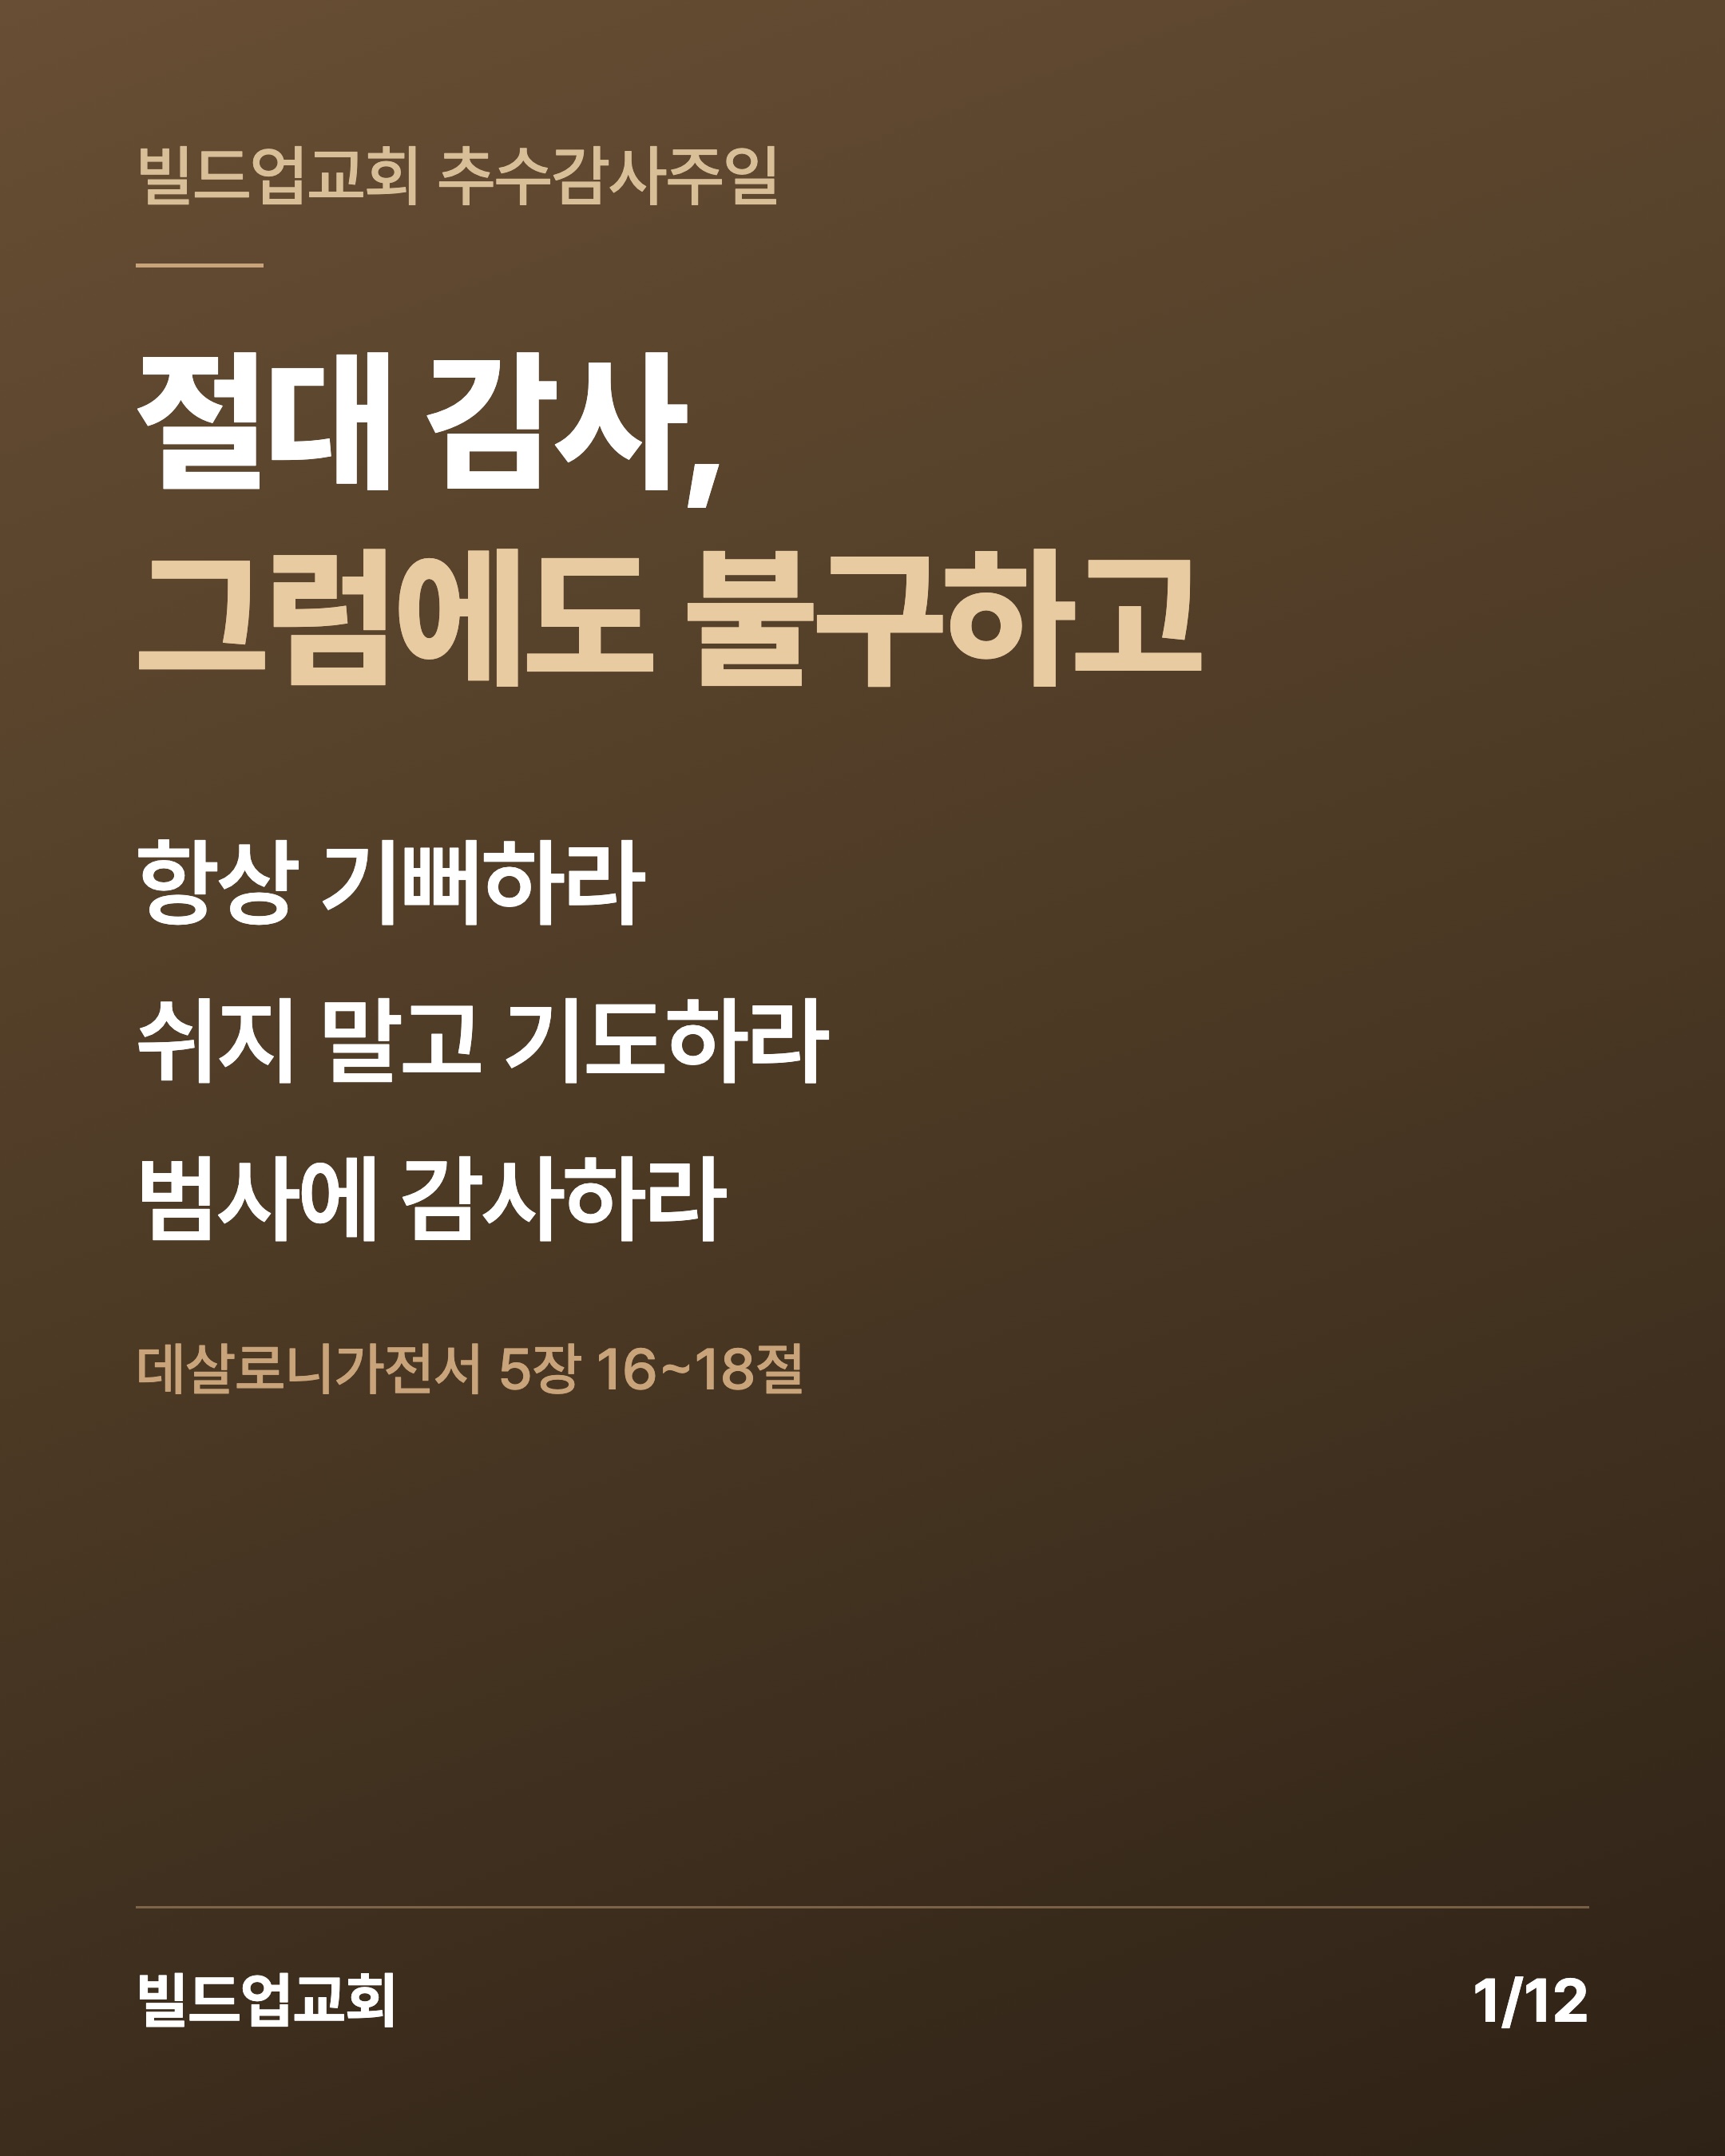 빌드업교회 추수감사주일
절대 감사,
그럼에도 불구하고
항상 기뻐하라
쉬지 말고 기도하라
범사에 감사하라
데살로니가전서 5장 16~18절
빌드업교회
1/12